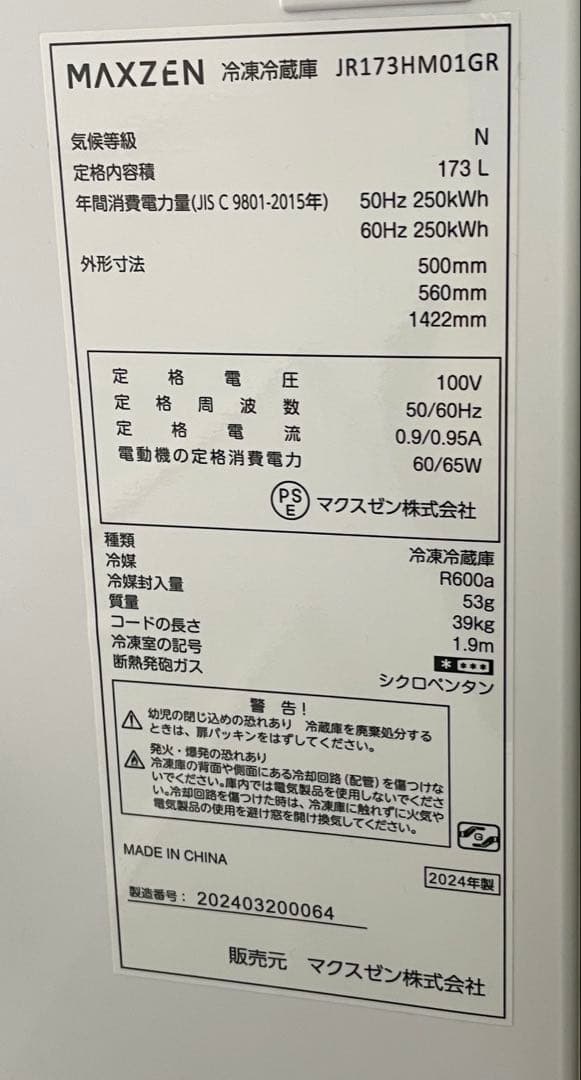 MAXZEN 冷凍冷蔵庫 JR173HM01GR
気候等級 N
定格内容積 173 L
年間消費電力量(JIS C 9801-2015年) 50Hz 250kWh
60Hz 250kWh
外形寸法 500mm
560mm
1422mm
定格電圧 100V
定格周波数 50/60Hz
定格電流 0.9/0.95A
電動機の定格消費電力 60/65W
PSE マクスゼン株式会社
種類 冷凍冷蔵庫
冷媒 R600a
冷媒封入量 53g
質量 39kg
コードの長さ 1.9m
冷凍室の記号 * ***
断熱発砲ガス シクロペンタン
警告!
幼児の閉じ込めの恐れあり 冷蔵庫を廃棄処分する
ときは、扉パッキンをはずしてください。
発火・爆発の恐れあり
冷凍庫の背面や側面にある冷却回路(配管)を傷つけな
いでください。庫内では電気製品を使用しないでくださ
い。冷却回路を傷つけた時は、冷凍庫に触れずに火気や
電気製品の使用を避け窓を開け換気してください。
G
MADE IN CHINA
2024年製
製造番号: 202403200064
販売元 マクスゼン株式会社